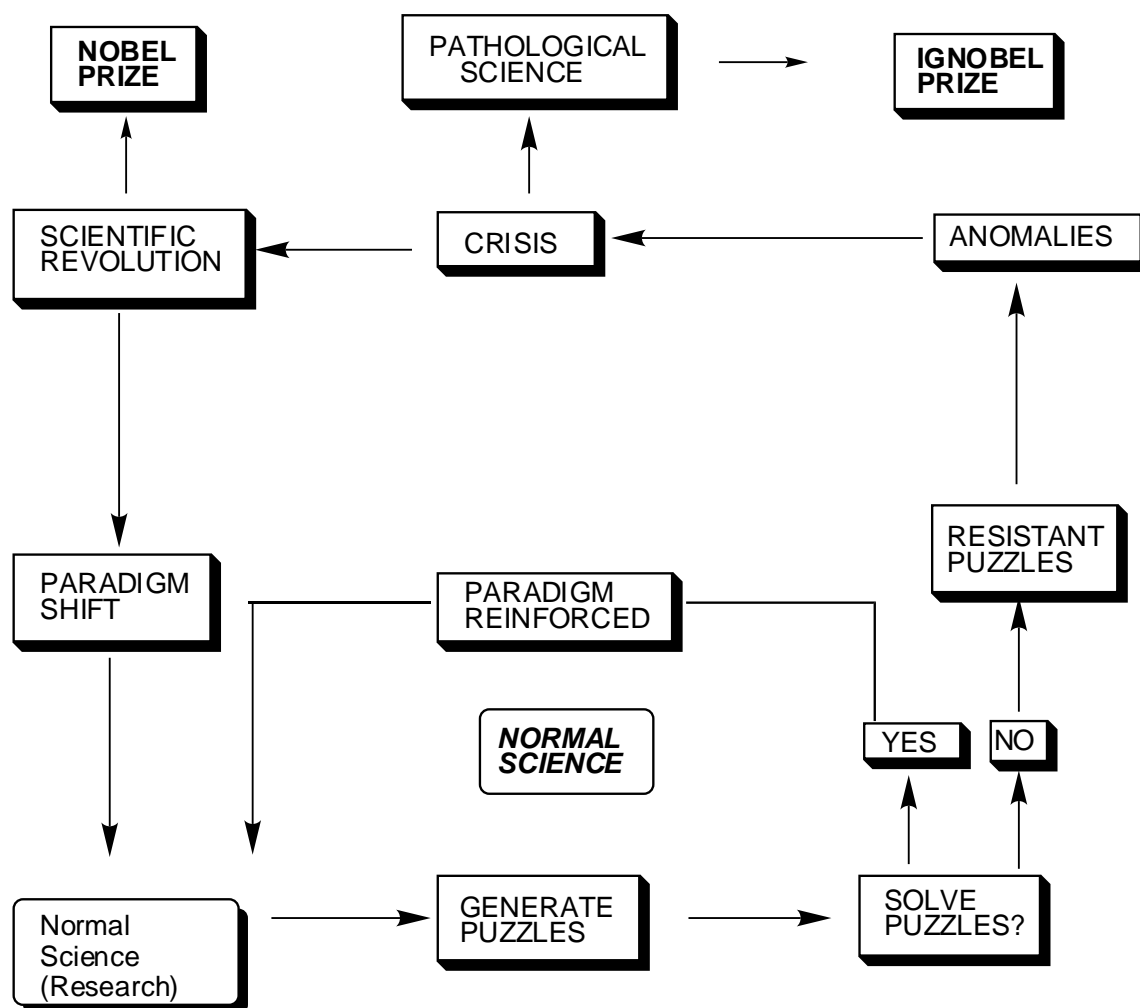 NOBEL
PRIZE
PATHOLOGICAL
SCIENCE
IGNOBEL
PRIZE
SCIENTIFIC
REVOLUTION
CRISIS
ANOMALIES
PARADIGM
SHIFT
PARADIGM
REINFORCED
RESISTANT
PUZZLES
NORMAL
SCIENCE
YES
NO
Normal
Science
(Research)
GENERATE
PUZZLES
SOLVE
PUZZLES?